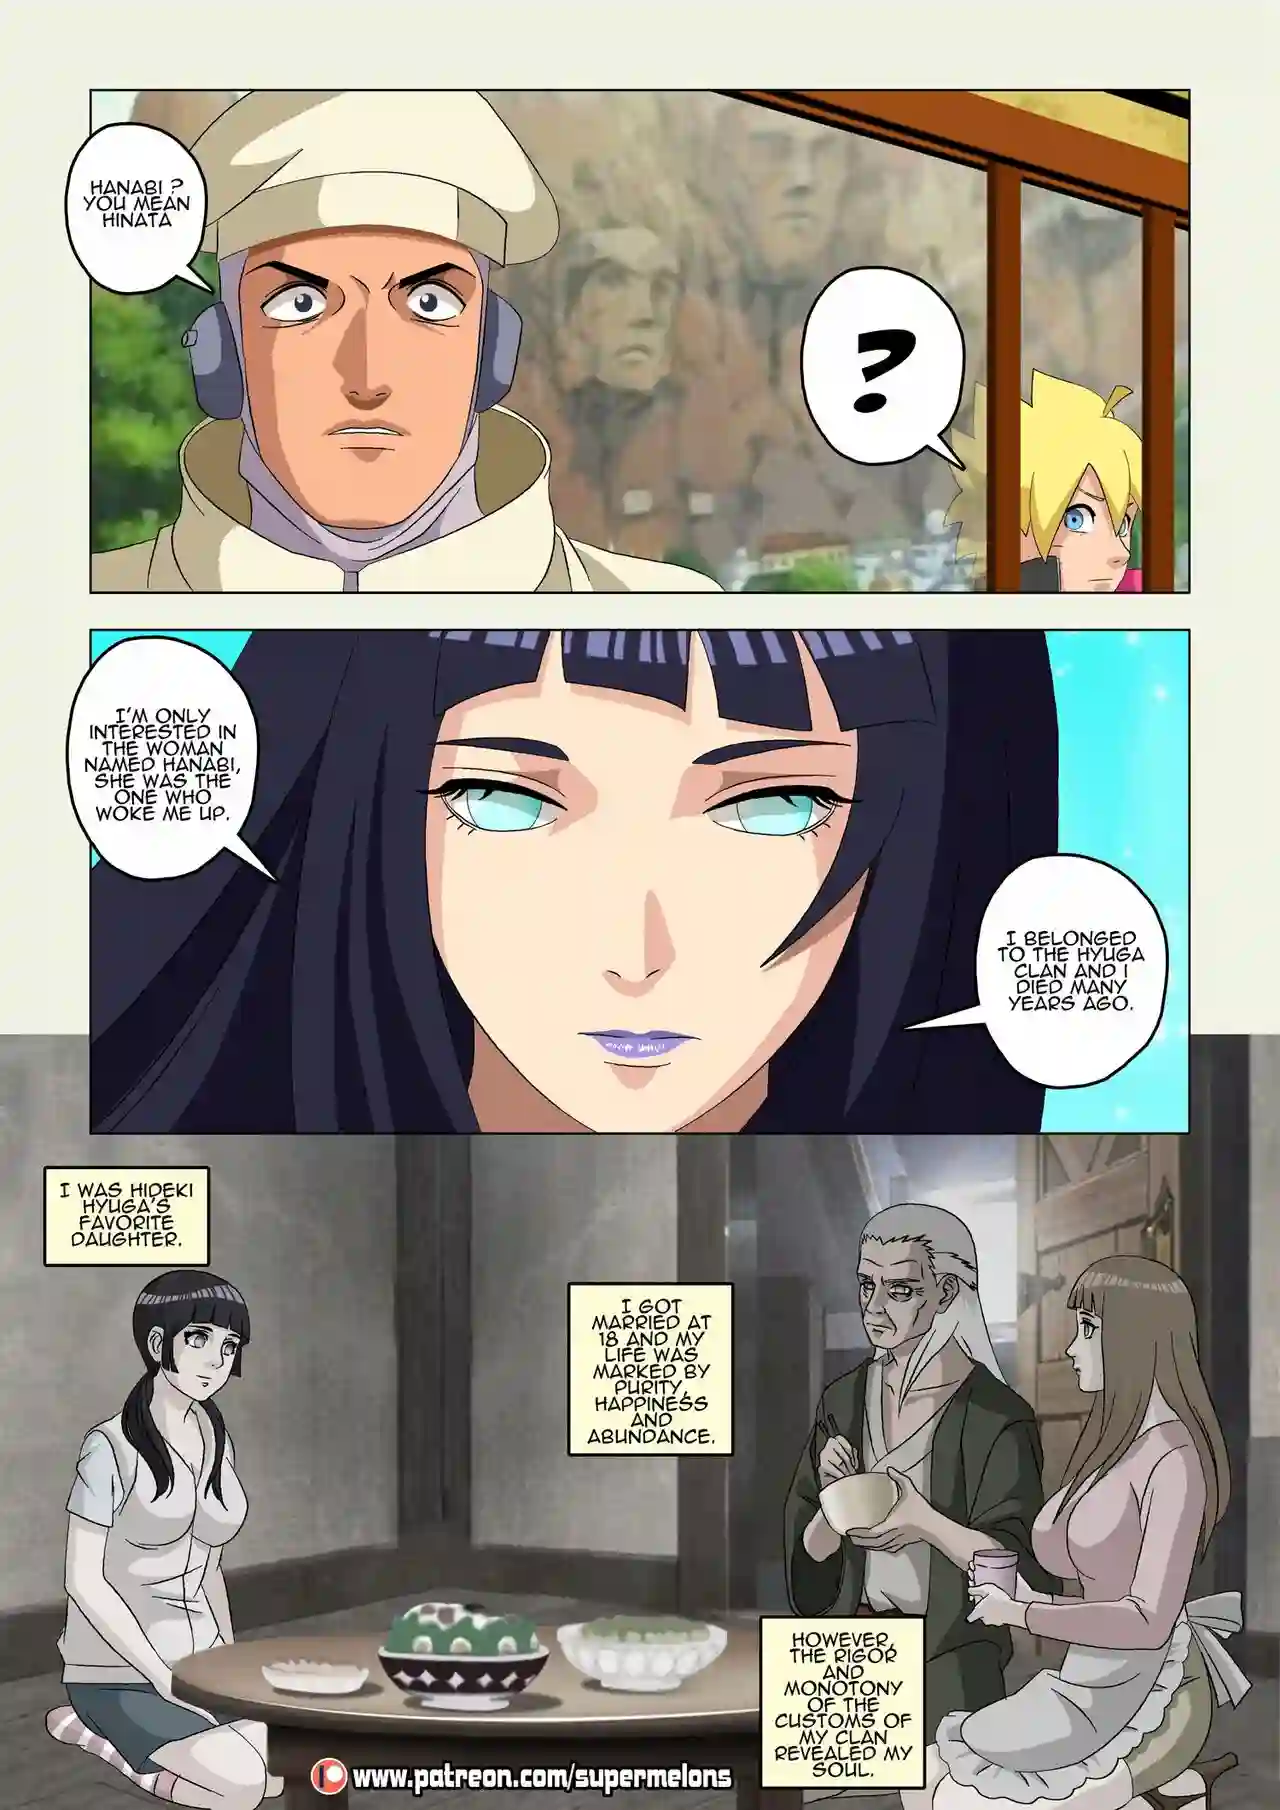 HANABI ?
YOU MEAN
HINATA
?
I'M ONLY
INTERESTED IN
THE WOMAN
NAMED HANABI,
SHE WAS THE
ONE WHO
WOKE ME UP.
I BELONGED
TO THE HYUGA
CLAN AND I
DIED MANY
YEARS AGO.
I WAS HIDEKI
HYUGA'S
FAVORITE
DAUGHTER.
I GOT
MARRIED AT
18 AND MY
LIFE WAS
MARKED BY
PURITY,
HAPPINESS
AND
ABUNDANCE.
HOWEVER,
THE RIGOR
AND
MONOTONY
OF THE
CUSTOMS OF
MY CLAN
REVEALED MY
SOUL.
www.patreon.com/supermelons